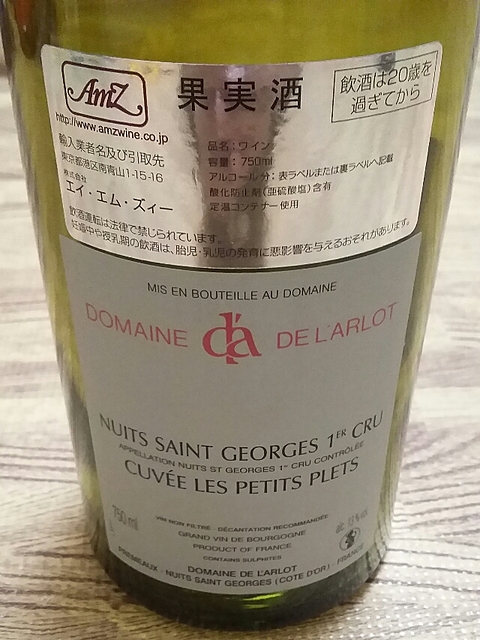 AmZ
果実酒
飲酒は20歳を
過ぎてから
http://www.amzwine.co.jp
輸入業者名及び引取先
東京都港区南青山1-15-16
株式会社
エイ・エム・ズィー
品名：ワイン
容量：750ml
アルコール分：表ラベルまたは裏ラベルへ記載
酸化防止剤(亜硫酸塩)含有
定温コンテナー使用
飲酒運転は法律で禁じられています。
妊娠中や授乳期の飲酒は、胎児・乳児の発育に悪影響を与えるおそれがあります。
MIS EN BOUTEILLE AU DOMAINE
DOMAINE d'a DE L'ARLOT
NUITS SAINT GEORGES 1ER CRU
APPELLATION NUITS ST GEORGES 1ER CRU CONTRÔLÉE
CUVÉE LES PETITS PLETS
750 ml
VIN NON FILTRÉ - DÉCANTATION RECOMMANDÉE
GRAND VIN DE BOURGOGNE
PRODUCT OF FRANCE
CONTAINS SULPHITES
alc. 13 % vol.
DOMAINE DE L'ARLOT
PREMEAUX - NUITS SAINT GEORGES (COTE D'OR) - FRANCE